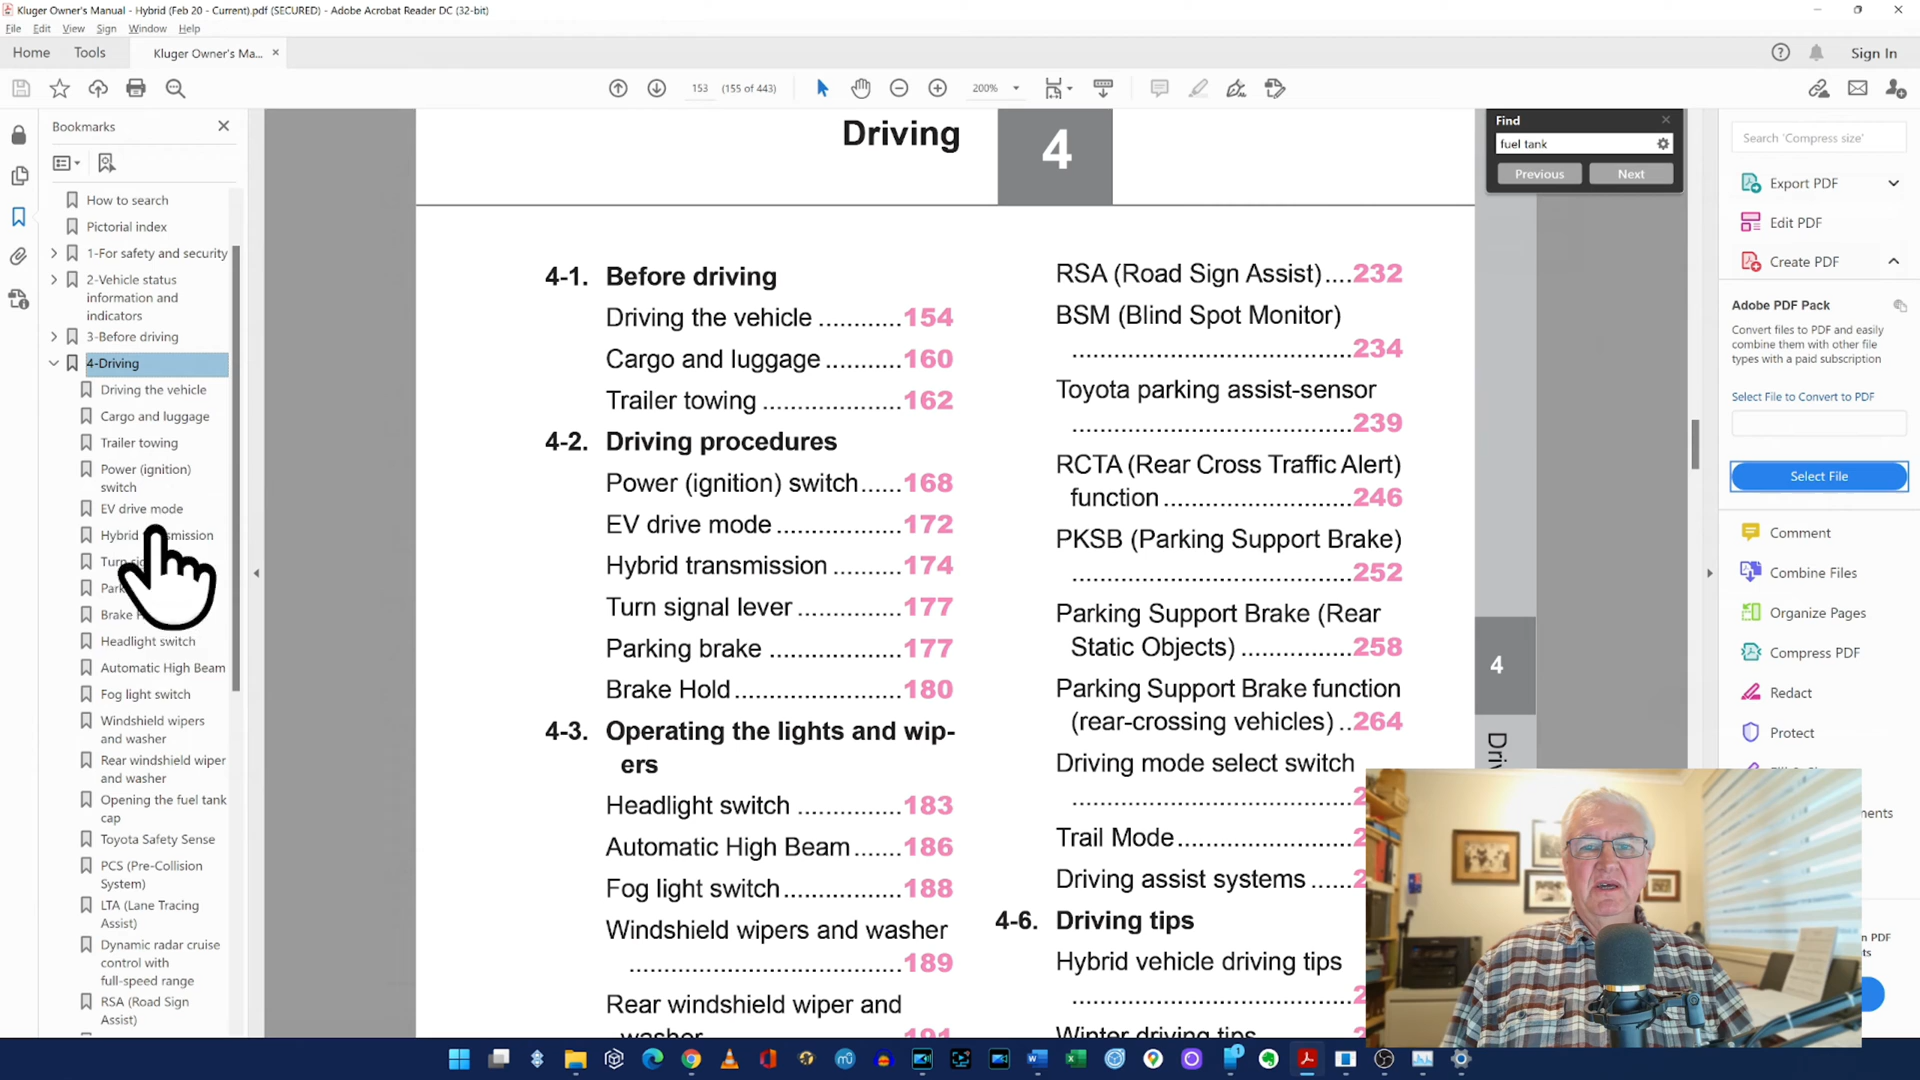 Kluger Owner's Manual - Hybrid (Feb 20 - Current).pdf (SECURED) - Adobe Acrobat Reader DC (32-bit)
File Edit View Sign Window Help
Home Tools Kluger Owner's Ma... Sign In
153 (155 of 443) 200%
Bookmarks
How to search
Pictorial index
1-For safety and security
2-Vehicle status
information and
indicators
3-Before driving
4-Driving
Driving the vehicle
Cargo and luggage
Trailer towing
Power (ignition)
switch
EV drive mode
Hybrid
Headlight switch
Automatic High Beam
Fog light switch
Windshield wipers
and washer
Rear windshield wiper
and washer
Opening the fuel tank
cap
Toyota Safety Sense
PCS (Pre-Collision
System)
LTA (Lane Tracing
Assist)
Dynamic radar cruise
control with
full-speed range
RSA (Road Sign
Assist)
Driving 4
4-1. Before driving
Driving the vehicle ............154
Cargo and luggage ...........160
Trailer towing ....................162
4-2. Driving procedures
Power (ignition) switch......168
EV drive mode ..................172
Hybrid transmission ..........174
Turn signal lever ...............177
Parking brake ...................177
Brake Hold........................180
4-3. Operating the lights and wip-
ers
Headlight switch ................183
Automatic High Beam.......186
Fog light switch..................188
Windshield wipers and washer
.......................................189
Rear windshield wiper and
washer 191
RSA (Road Sign Assist)....232
BSM (Blind Spot Monitor)
........................................234
Toyota parking assist-sensor
........................................239
RCTA (Rear Cross Traffic Alert)
function ............................246
PKSB (Parking Support Brake)
........................................252
Parking Support Brake (Rear
Static Objects) ................258
Parking Support Brake function
(rear-crossing vehicles) ..264
Driving mode select switch
........................................2
Trail Mode.........................2
Driving assist systems ......2
4-6. Driving tips
Hybrid vehicle driving tips
........................................2
Winter driving tips
4
Find
fuel tank
Previous Next
Search 'Compress size'
Export PDF
Edit PDF
Create PDF
Adobe PDF Pack
Convert files to PDF and easily
combine them with other file
types with a paid subscription
Select File to Convert to PDF
Select File
Comment
Combine Files
Organize Pages
Compress PDF
Redact
Protect